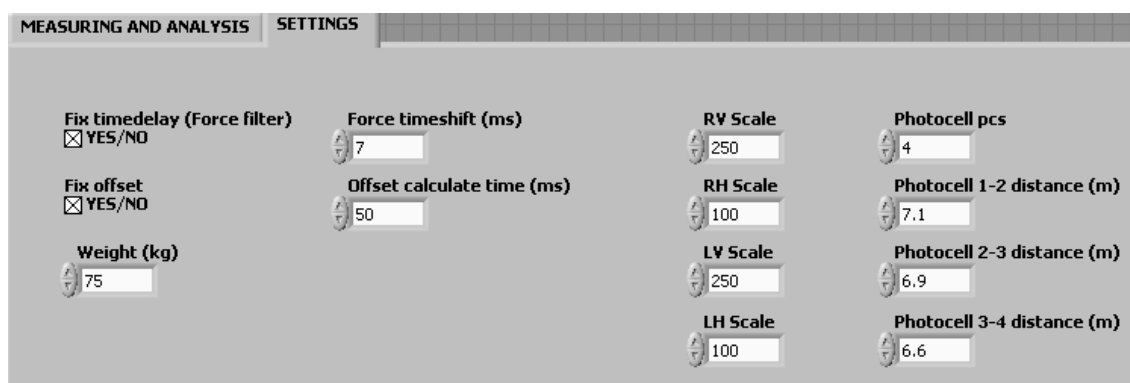 MEASURING AND ANALYSIS SETTINGS
Fix timedelay (Force filter) Force timeshift (ms) RV Scale Photocell pcs
YES/NO 7 250 4
Fix offset Offset calculate time (ms) RH Scale Photocell 1-2 distance (m)
YES/NO 50 100 7.1
Weight (kg) LV Scale Photocell 2-3 distance (m)
75 250 6.9
LH Scale Photocell 3-4 distance (m)
100 6.6